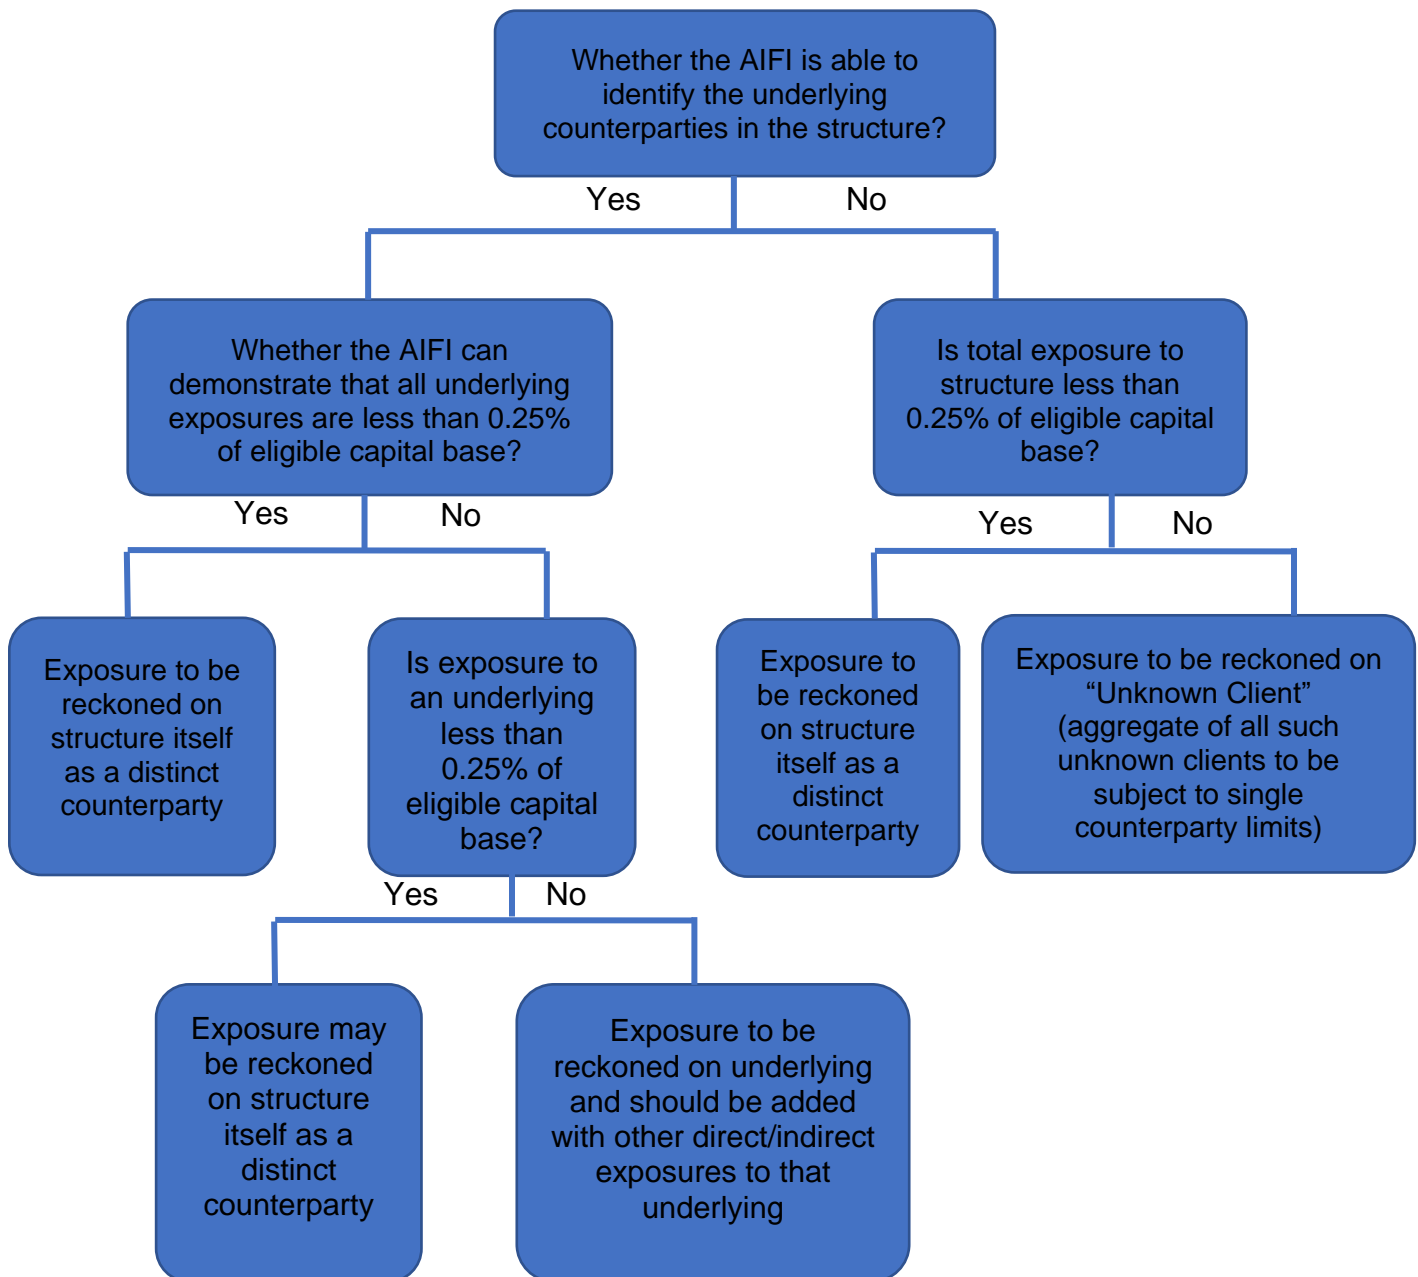 Whether the AIFI is able to
identify the underlying
counterparties in the structure?
Yes
No
Whether the AIFI can
demonstrate that all underlying
exposures are less than 0.25%
of eligible capital base?
Is total exposure to
structure less than
0.25% of eligible capital
base?
Yes
No
Yes
No
Exposure to be
reckoned on
structure itself
as a distinct
counterparty
Is exposure to
an underlying
less than
0.25% of
eligible capital
base?
Exposure to
be reckoned
on structure
itself as a
distinct
counterparty
Exposure to be reckoned on
“Unknown Client”
(aggregate of all such
unknown clients to be
subject to single
counterparty limits)
Yes
No
Exposure may
be reckoned
on structure
itself as a
distinct
counterparty
Exposure to be
reckoned on underlying
and should be added
with other direct/indirect
exposures to that
underlying